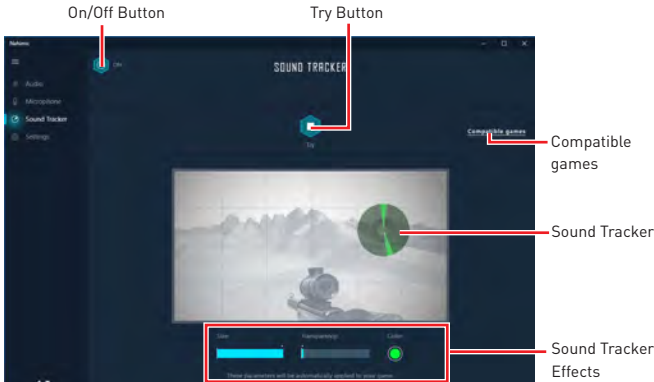 On/Off Button
Try Button
Nahimic
ON
SOUND TRACKER
Audio
Microphone
Sound Tracker
Settings
Try
Compatible games
Compatible
games
Sound Tracker
Size
Transparency
Color
These parameters will be automatically applied to your game.
Sound Tracker
Effects